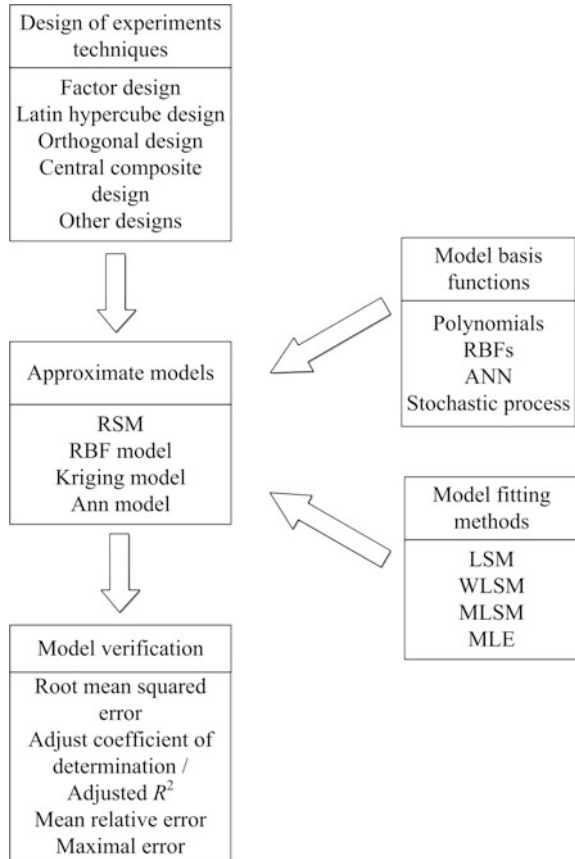 Design of experiments
techniques
Factor design
Latin hypercube design
Orthogonal design
Central composite
design
Other designs
Model basis
functions
Polynomials
RBFs
ANN
Stochastic process
Approximate models
RSM
RBF model
Kriging model
Ann model
Model fitting
methods
LSM
WLSM
MLSM
MLE
Model verification
Root mean squared
error
Adjust coefficient of
determination /
Adjusted R²
Mean relative error
Maximal error